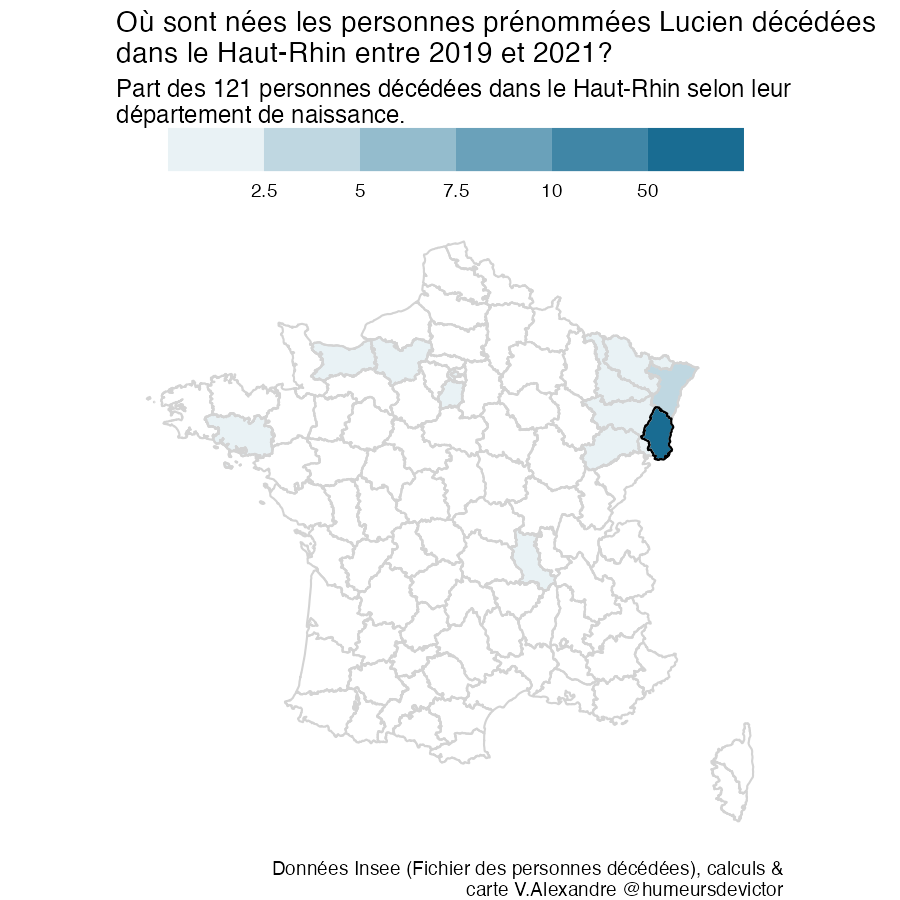 Où sont nées les personnes prénommées Lucien décédées
dans le Haut-Rhin entre 2019 et 2021?
Part des 121 personnes décédées dans le Haut-Rhin selon leur
département de naissance.
2.5 5 7.5 10 50
Données Insee (Fichier des personnes décédées), calculs &
carte V.Alexandre @humeursdevictor